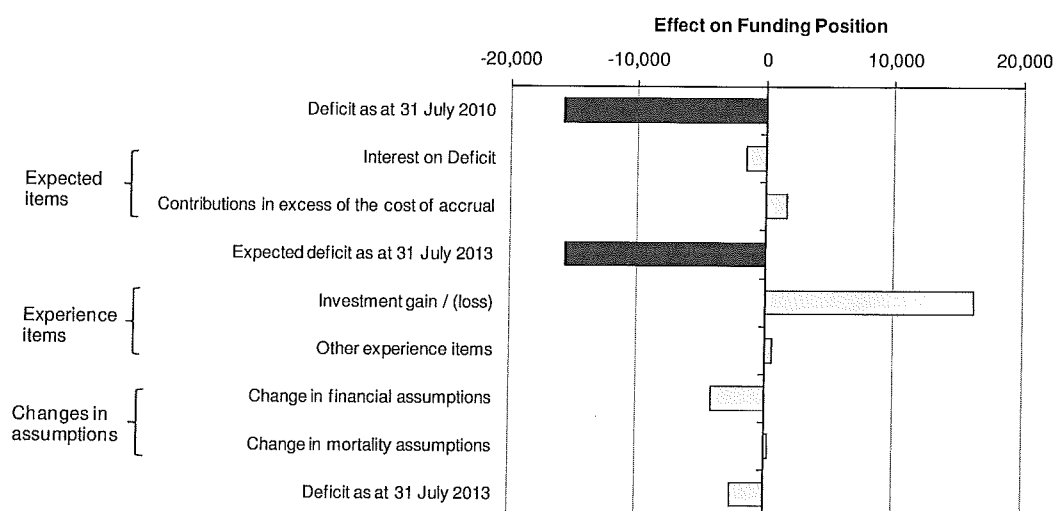 Effect on Funding Position
-20,000 -10,000 0 10,000 20,000
Deficit as at 31 July 2010
Expected
items
Interest on Deficit
Contributions in excess of the cost of accrual
Expected deficit as at 31 July 2013
Experience
items
Investment gain / (loss)
Other experience items
Changes in
assumptions
Change in financial assumptions
Change in mortality assumptions
Deficit as at 31 July 2013